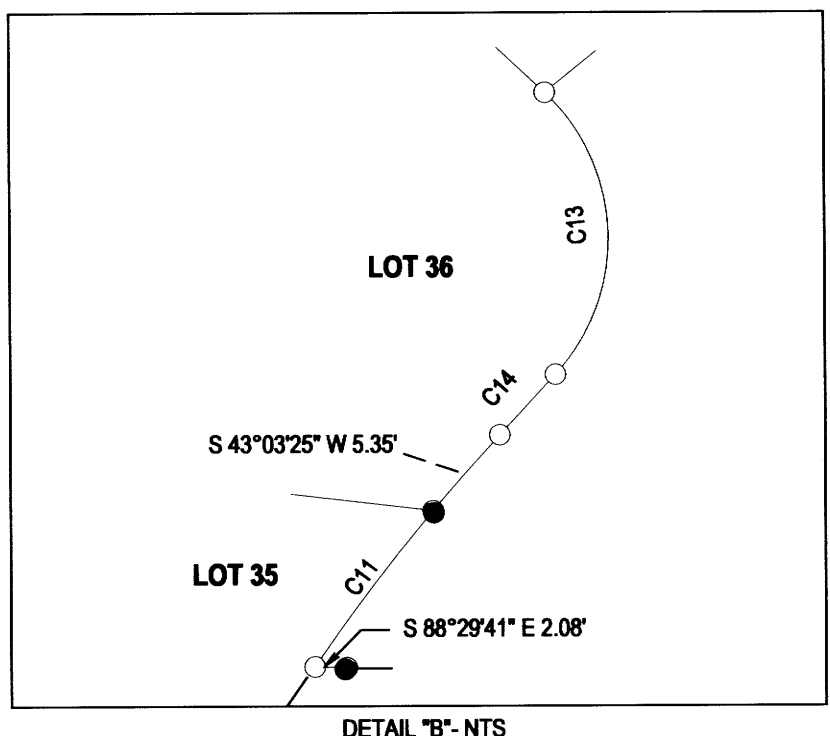 C13
LOT 36
C14
S 43°03'25" W 5.35'
LOT 35
C11
S 88°29'41" E 2.08'
DETAIL "B"- NTS